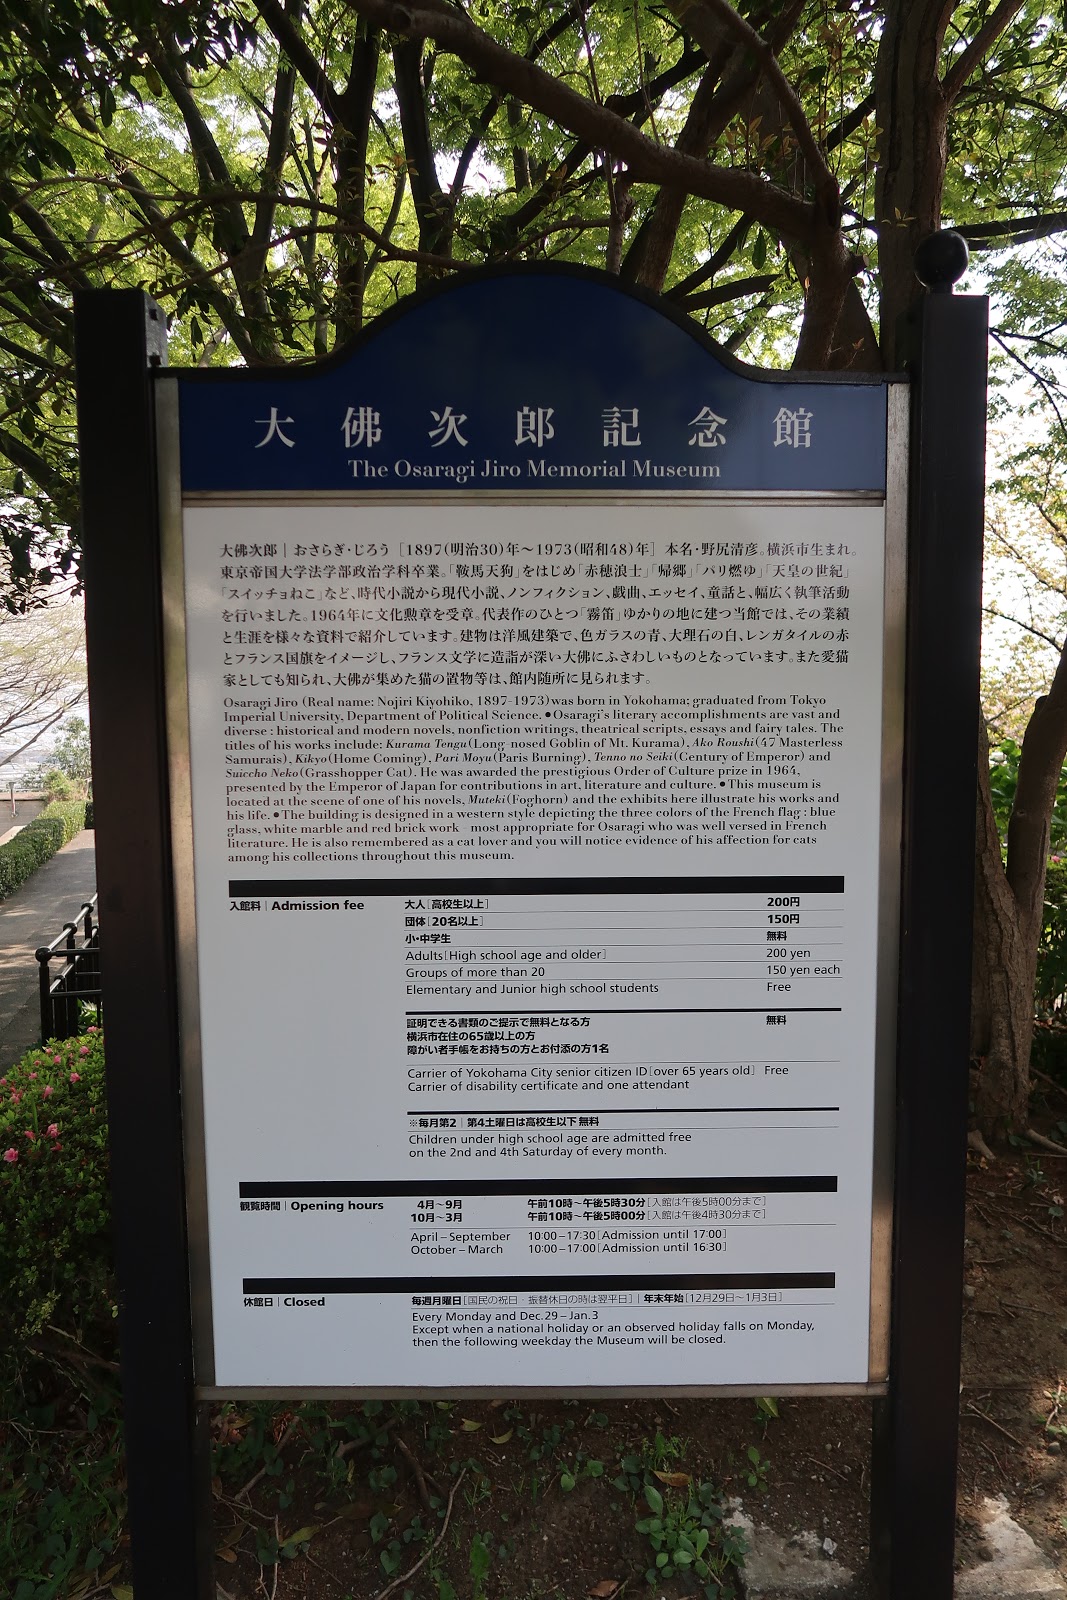 大佛次郎記念館
The Osaragi Jiro Memorial Museum
大佛次郎｜おさらぎ・じろう［1897(明治30)年～1973(昭和48)年］ 本名・野尻清彦。横浜市生まれ。
東京帝国大学法学部政治学科卒業。「鞍馬天狗」をはじめ「赤穂浪士」「帰郷」「パリ燃ゆ」「天皇の世紀」
「スイッチョねこ」など、時代小説から現代小説、ノンフィクション、戯曲、エッセイ、童話と、幅広く執筆活動
を行いました。1964年に文化勲章を受章。代表作のひとつ「霧笛」ゆかりの地に建つ当館では、その業績
と生涯を様々な資料で紹介しています。建物は洋風建築で、色ガラスの青、大理石の白、レンガタイルの赤
とフランス国旗をイメージし、フランス文学に造詣が深い大佛にふさわしいものとなっています。また愛猫
家としても知られ、大佛が集めた猫の置物等は、館内随所に見られます。
Osaragi Jiro (Real name: Nojiri Kiyohiko, 1897-1973)was born in Yokohama; graduated from Tokyo
Imperial University, Department of Political Science. ●Osaragi's literary accomplishments are vast and
diverse : historical and modern novels, nonfiction writings, theatrical scripts, essays and fairy tales. The
titles of his works include: Kurama Tengu(Long-nosed Goblin of Mt. Kurama), Ako Roushi(47 Masterless
Samurais), Kikyo(Home Coming), Pari Moyu(Paris Burning), Tenno no Seiki(Century of Emperor) and
Suiccho Neko(Grasshopper Cat). He was awarded the prestigious Order of Culture prize in 1964,
presented by the Emperor of Japan for contributions in art, literature and culture. ●This museum is
located at the scene of one of his novels, Muteki(Foghorn) and the exhibits here illustrate his works and
his life. ●The building is designed in a western style depicting the three colors of the French flag : blue
glass, white marble and red brick work – most appropriate for Osaragi who was well versed in French
literature. He is also remembered as a cat lover and you will notice evidence of his affection for cats
among his collections throughout this museum.
入館料｜Admission fee 大人［高校生以上］ 200円
団体［20名以上］ 150円
小・中学生 無料
Adults[High school age and older] 200 yen
Groups of more than 20 150 yen each
Elementary and Junior high school students Free
証明できる書類のご提示で無料となる方 無料
横浜市在住の65歳以上の方
障がい者手帳をお持ちの方とお付添の方1名
Carrier of Yokohama City senior citizen ID[over 65 years old] Free
Carrier of disability certificate and one attendant
※毎月第2｜第4土曜日は高校生以下 無料
Children under high school age are admitted free
on the 2nd and 4th Saturday of every month.
観覧時間｜Opening hours 4月～9月 午前10時～午後5時30分［入館は午後5時00分まで］
10月～3月 午前10時～午後5時00分［入館は午後4時30分まで］
April – September 10:00–17:30[Admission until 17:00]
October – March 10:00–17:00[Admission until 16:30]
休館日｜Closed 毎週月曜日［国民の祝日・振替休日の時は翌平日］｜年末年始［12月29日～1月3日］
Every Monday and Dec.29 – Jan.3
Except when a national holiday or an observed holiday falls on Monday,
then the following weekday the Museum will be closed.